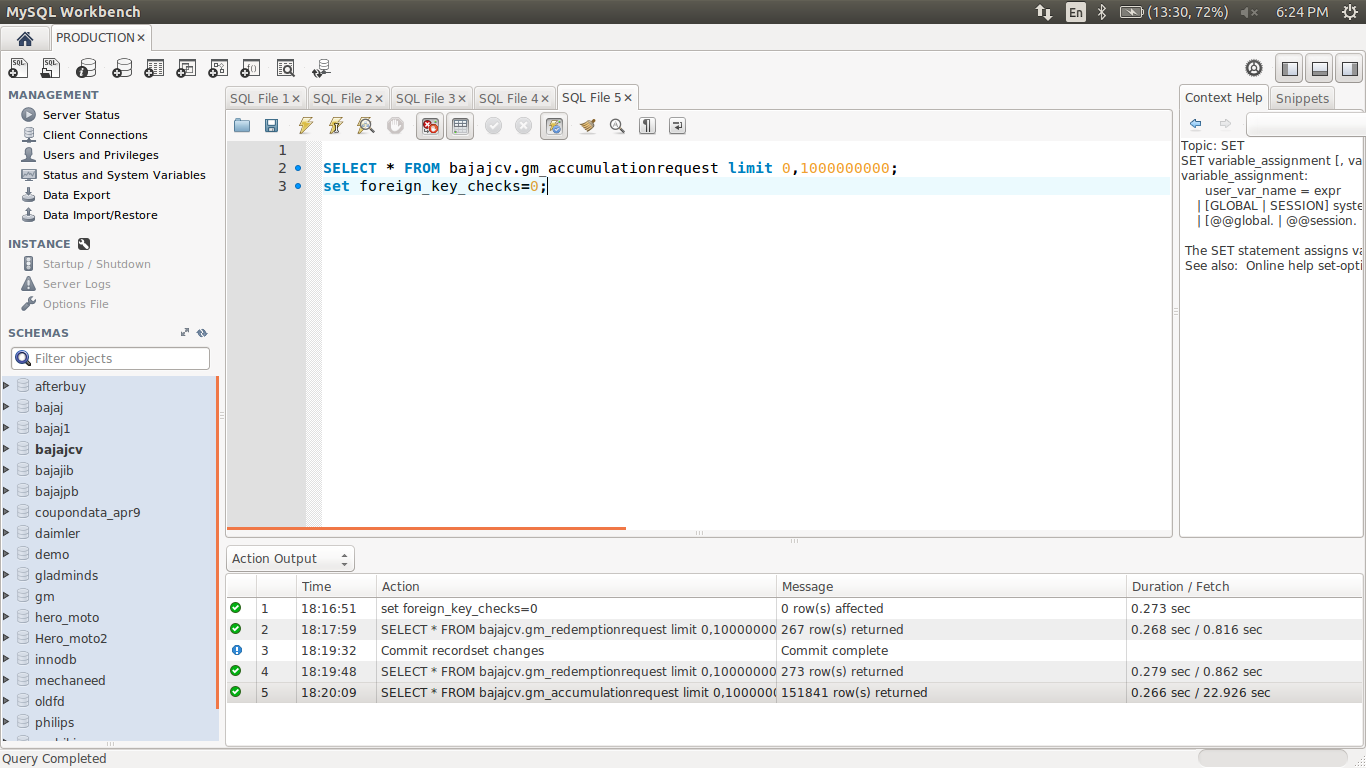 MySQL Workbench
En (13:30, 72%) 6:24 PM
PRODUCTION
MANAGEMENT
Server Status
Client Connections
Users and Privileges
Status and System Variables
Data Export
Data Import/Restore
INSTANCE
Startup / Shutdown
Server Logs
Options File
SCHEMAS
Filter objects
afterbuy
bajaj
bajaj1
bajajcv
bajajib
bajajpb
coupondata_apr9
daimler
demo
gladminds
gm
hero_moto
Hero_moto2
innodb
mechaneed
oldfd
philips
SQL File 1 SQL File 2 SQL File 3 SQL File 4 SQL File 5
1
2 SELECT * FROM bajajcv.gm_accumulationrequest limit 0,1000000000;
3 set foreign_key_checks=0;
Context Help Snippets
Topic: SET
SET variable_assignment [, va
variable_assignment:
user_var_name = expr
| [GLOBAL | SESSION] syste
| [@@global. | @@session.
The SET statement assigns va
See also: Online help set-opti
Action Output
Time Action Message Duration / Fetch
1 18:16:51 set foreign_key_checks=0 0 row(s) affected 0.273 sec
2 18:17:59 SELECT * FROM bajajcv.gm_redemptionrequest limit 0,10000000 267 row(s) returned 0.268 sec / 0.816 sec
3 18:19:32 Commit recordset changes Commit complete
4 18:19:48 SELECT * FROM bajajcv.gm_redemptionrequest limit 0,10000000 273 row(s) returned 0.279 sec / 0.862 sec
5 18:20:09 SELECT * FROM bajajcv.gm_accumulationrequest limit 0,1000000 151841 row(s) returned 0.266 sec / 22.926 sec
Query Completed